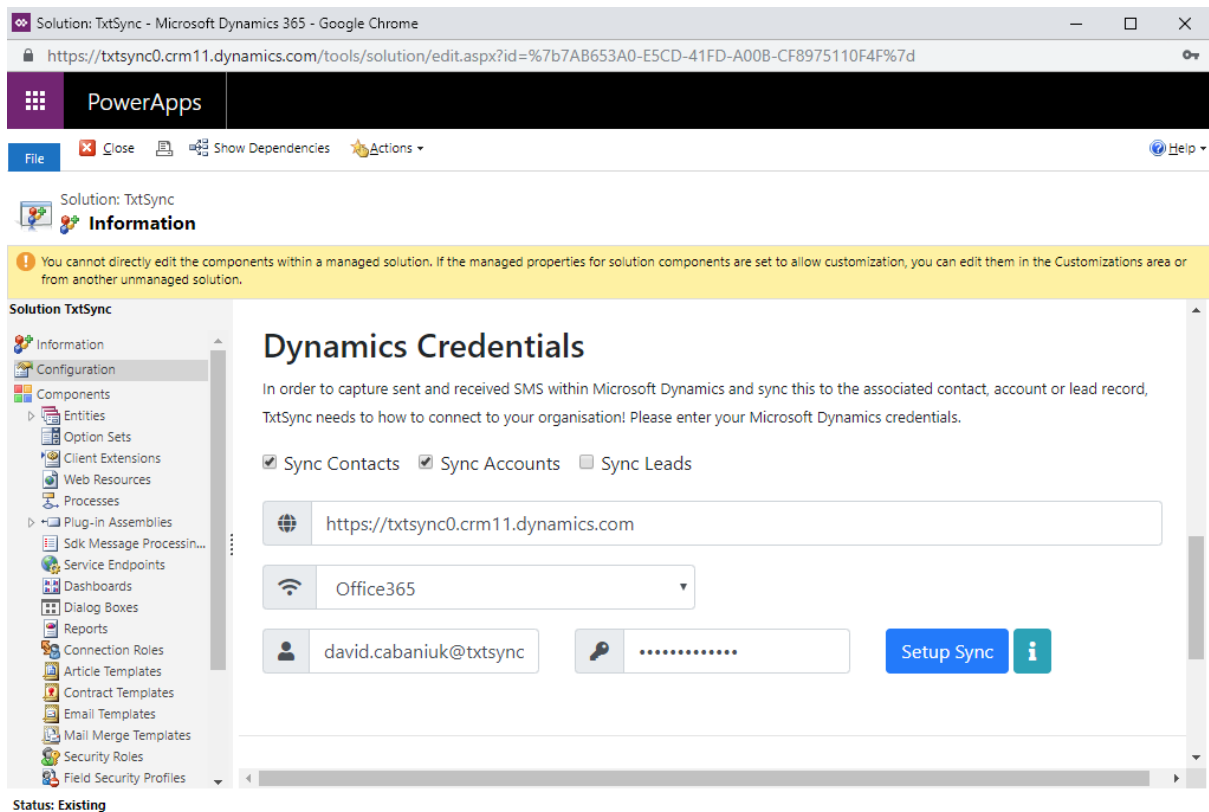 Solution: TxtSync - Microsoft Dynamics 365 - Google Chrome
https://txtsync0.crm11.dynamics.com/tools/solution/edit.aspx?id=%7b7AB653A0-E5CD-41FD-A00B-CF8975110F4F%7d
PowerApps
File Close Show Dependencies Actions Help
Solution: TxtSync
Information
You cannot directly edit the components within a managed solution. If the managed properties for solution components are set to allow customization, you can edit them in the Customizations area or
from another unmanaged solution.
Solution TxtSync
Information
Configuration
Components
Entities
Option Sets
Client Extensions
Web Resources
Processes
Plug-in Assemblies
Sdk Message Processin...
Service Endpoints
Dashboards
Dialog Boxes
Reports
Connection Roles
Article Templates
Contract Templates
Email Templates
Mail Merge Templates
Security Roles
Field Security Profiles
Dynamics Credentials
In order to capture sent and received SMS within Microsoft Dynamics and sync this to the associated contact, account or lead record,
TxtSync needs to how to connect to your organisation! Please enter your Microsoft Dynamics credentials.
Sync Contacts Sync Accounts Sync Leads
https://txtsync0.crm11.dynamics.com
Office365
david.cabaniuk@txtsync ••••••••••••• Setup Sync
Status: Existing